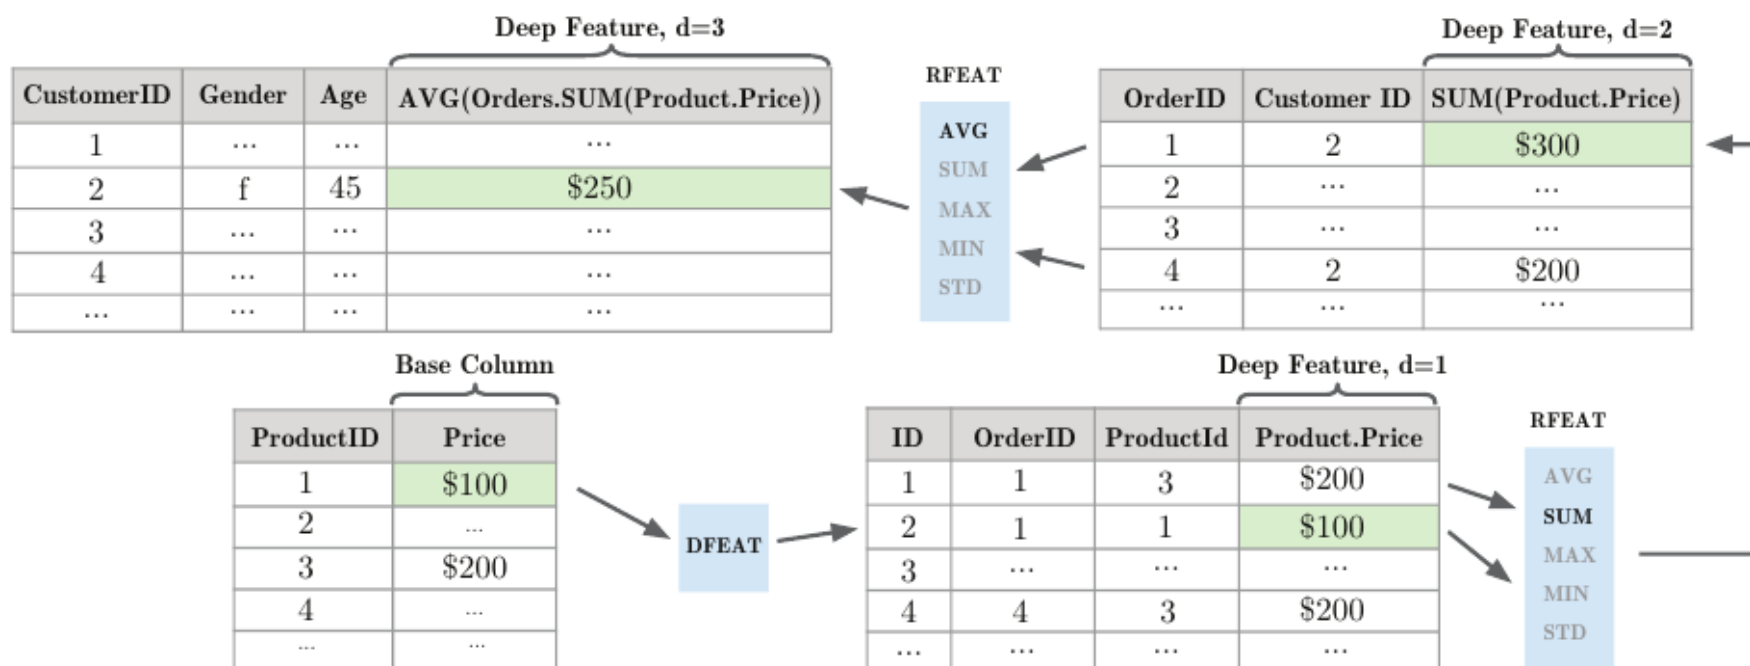 Deep Feature, d=3
CustomerID Gender Age AVG(Orders.SUM(Product.Price))
1 ... ... ...
2 f 45 $250
3 ... ... ...
4 ... ... ...
... ... ... ...
RFEAT
AVG
SUM
MAX
MIN
STD
Deep Feature, d=2
OrderID Customer ID SUM(Product.Price)
1 2 $300
2 ... ...
3 ... ...
4 2 $200
... ... ...
Base Column
ProductID Price
1 $100
2 ...
3 $200
4 ...
... ...
DFEAT
Deep Feature, d=1
ID OrderID ProductId Product.Price
1 1 3 $200
2 1 1 $100
3 ... ... ...
4 4 3 $200
... ... ... ...
RFEAT
AVG
SUM
MAX
MIN
STD